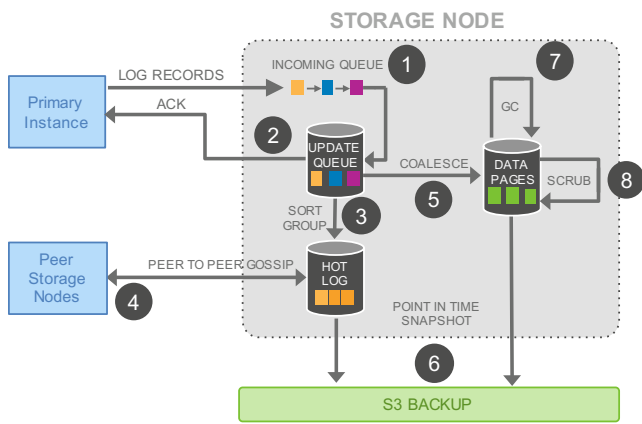 STORAGE NODE
INCOMING QUEUE
1
7
LOG RECORDS
Primary
Instance
ACK
GC
2
UPDATE
QUEUE
COALESCE
DATA
PAGES
SCRUB
8
5
SORT
GROUP
3
Peer
Storage
Nodes
PEER TO PEER GOSSIP
HOT
LOG
4
POINT IN TIME
SNAPSHOT
6
S3 BACKUP